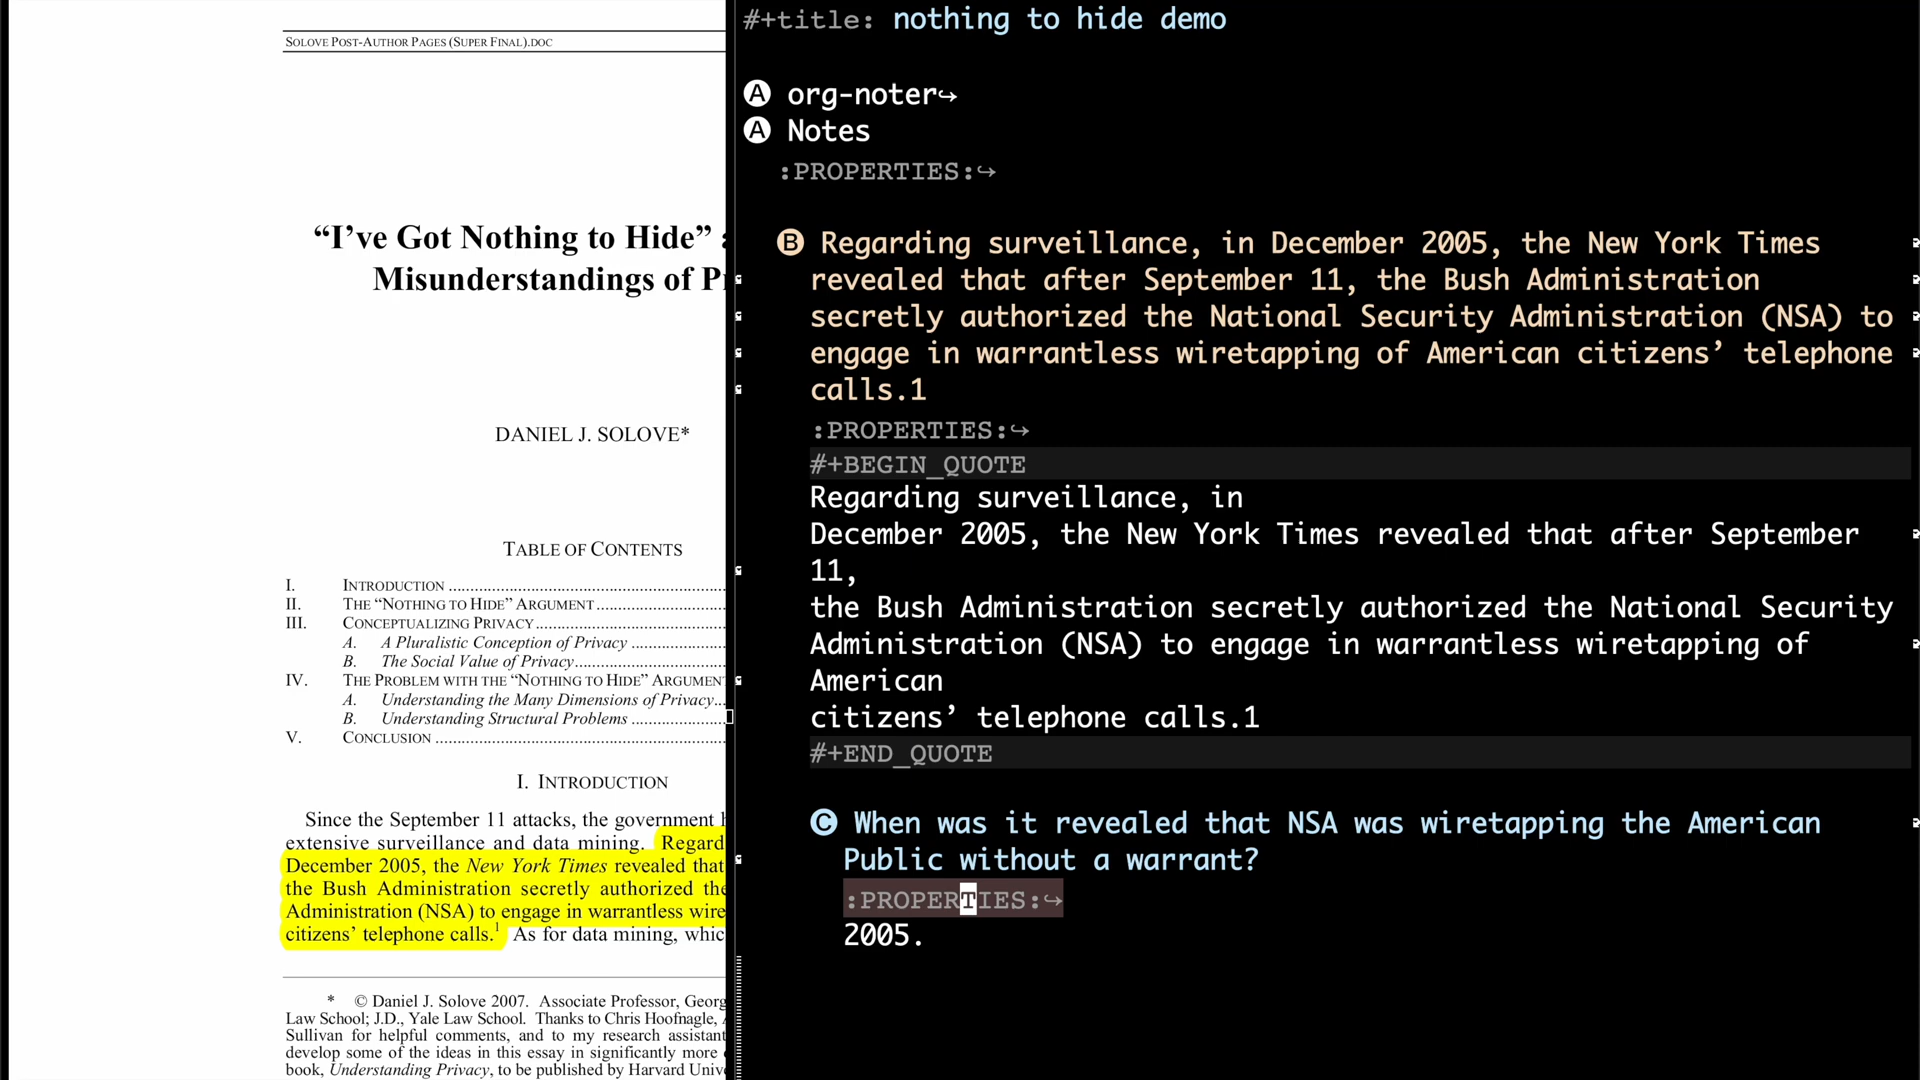 SOLOVE POST-AUTHOR PAGES (SUPER FINAL).DOC
“I’ve Got Nothing to Hide”
Misunderstandings of
DANIEL J. SOLOVE*
TABLE OF CONTENTS
I. INTRODUCTION
II. THE “NOTHING TO HIDE” ARGUMENT
III. CONCEPTUALIZING PRIVACY
A. A Pluralistic Conception of Privacy
B. The Social Value of Privacy
IV. THE PROBLEM WITH THE “NOTHING TO HIDE” ARGUMENT
A. Understanding the Many Dimensions of Privacy
B. Understanding Structural Problems
V. CONCLUSION
I. INTRODUCTION
Since the September 11 attacks, the government
extensive surveillance and data mining. Regard
December 2005, the New York Times revealed that
the Bush Administration secretly authorized the
Administration (NSA) to engage in warrantless wire
citizens’ telephone calls.1 As for data mining, whic
* © Daniel J. Solove 2007. Associate Professor, Georg
Law School; J.D., Yale Law School. Thanks to Chris Hoofnagle,
Sullivan for helpful comments, and to my research assistant
develop some of the ideas in this essay in significantly more
book, Understanding Privacy, to be published by Harvard Univ
#+title: nothing to hide demo
A org-noter↪
A Notes
:PROPERTIES:↪
B Regarding surveillance, in December 2005, the New York Times
revealed that after September 11, the Bush Administration
secretly authorized the National Security Administration (NSA) to
engage in warrantless wiretapping of American citizens’ telephone
calls.1
:PROPERTIES:↪
#+BEGIN_QUOTE
Regarding surveillance, in
December 2005, the New York Times revealed that after September
11,
the Bush Administration secretly authorized the National Security
Administration (NSA) to engage in warrantless wiretapping of
American
citizens’ telephone calls.1
#+END_QUOTE
C When was it revealed that NSA was wiretapping the American
Public without a warrant?
:PROPERTIES:↪
2005.